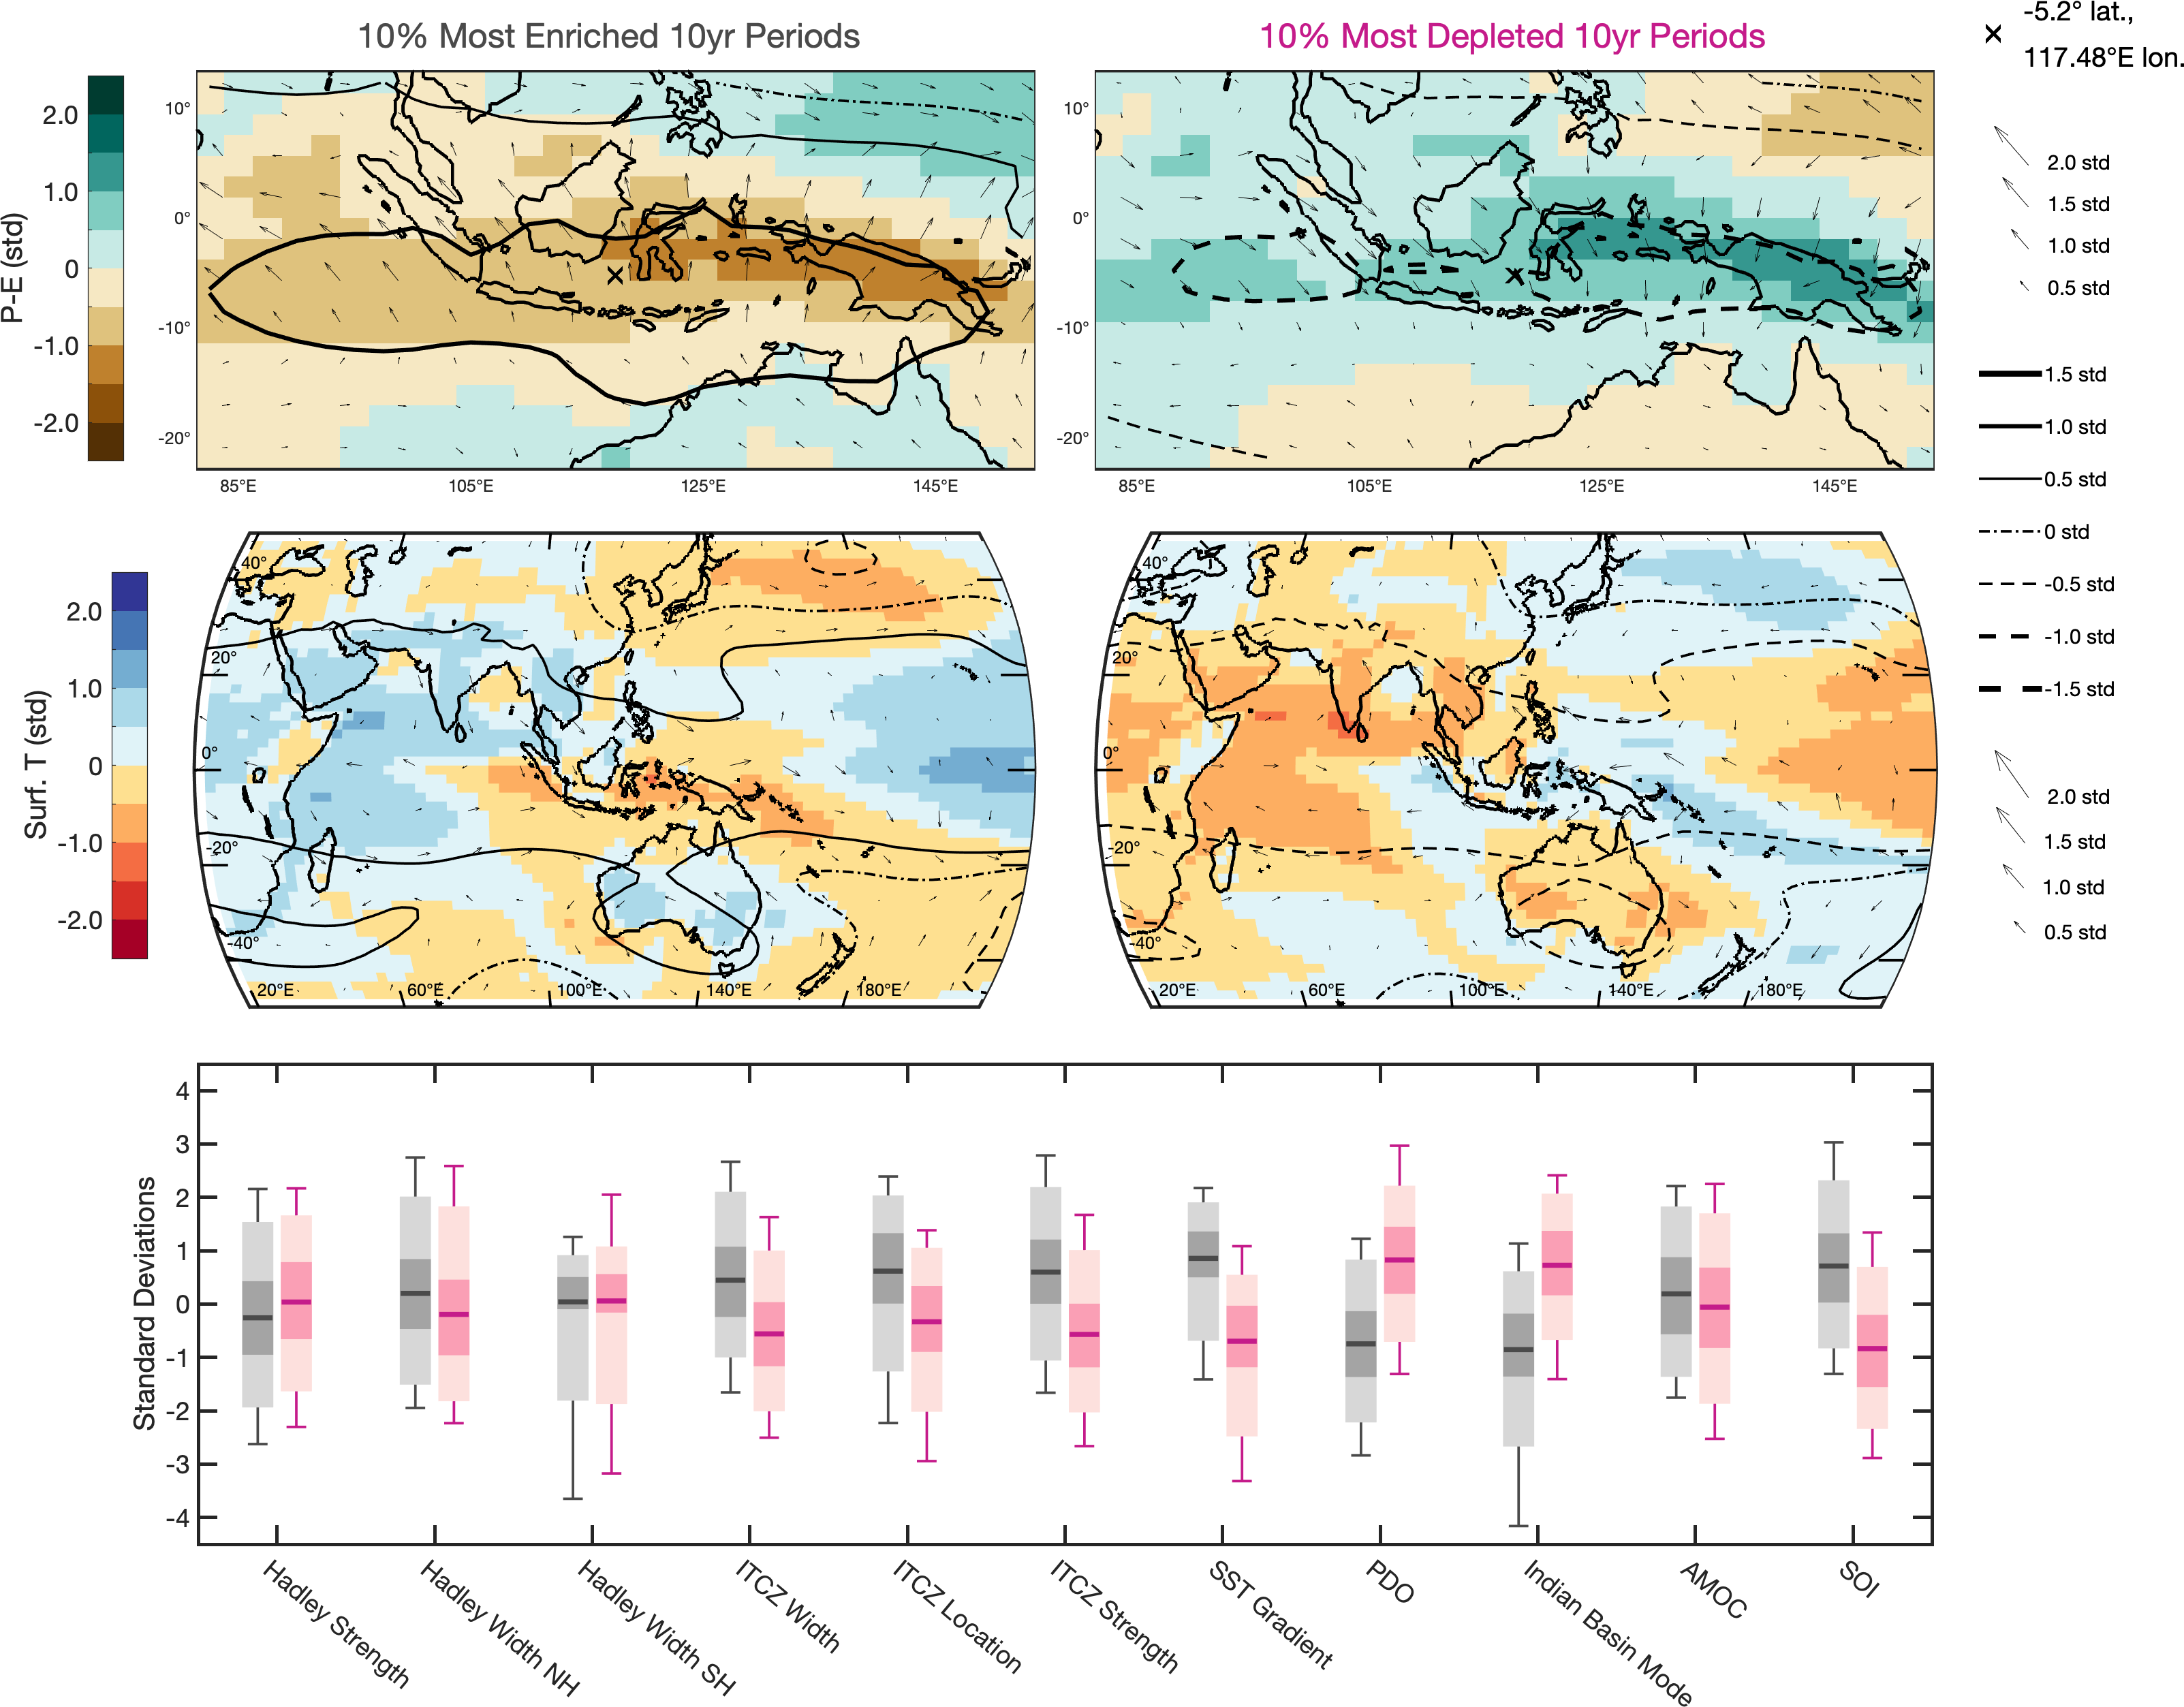 10% Most Enriched 10yr Periods
10% Most Depleted 10yr Periods
-5.2° lat.,
117.48°E lon.
P-E (std)
2.0
1.0
0
-1.0
-2.0
10°
0°
-10°
-20°
85°E 105°E 125°E 145°E
10°
0°
-10°
-20°
85°E 105°E 125°E 145°E
2.0 std
1.5 std
1.0 std
0.5 std
1.5 std
1.0 std
0.5 std
0 std
-0.5 std
-1.0 std
-1.5 std
2.0 std
1.5 std
1.0 std
0.5 std
Surf. T (std)
2.0
1.0
0
-1.0
-2.0
40°
20°
0°
-20°
-40°
20°E 60°E 100°E 140°E 180°E
40°
20°
0°
-20°
-40°
20°E 60°E 100°E 140°E 180°E
Standard Deviations
4
3
2
1
0
-1
-2
-3
-4
Hadley Strength
Hadley Width NH
Hadley Width SH
ITCZ Width
ITCZ Location
ITCZ Strength
SST Gradient
PDO
Indian Basin Mode
AMOC
SOI